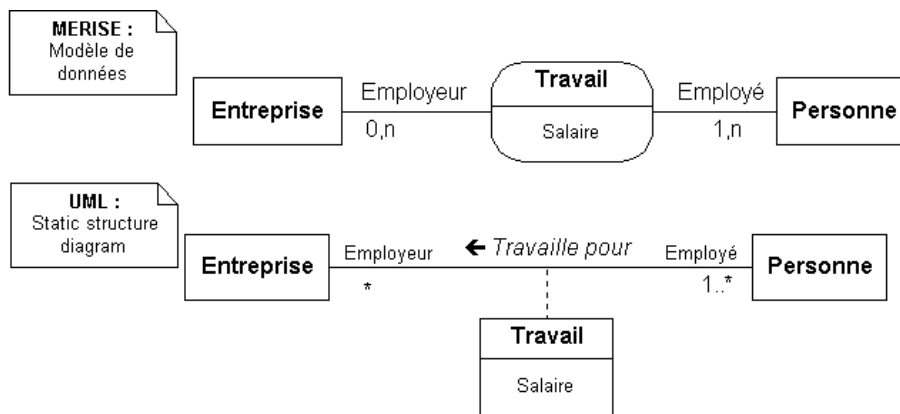 MERISE :
Modèle de
données
Entreprise
Employeur
0,n
Travail
Salaire
Employé
1,n
Personne
UML :
Static structure
diagram
Entreprise
Employeur
*
← Travaille pour
Employé
1..*
Personne
Travail
Salaire